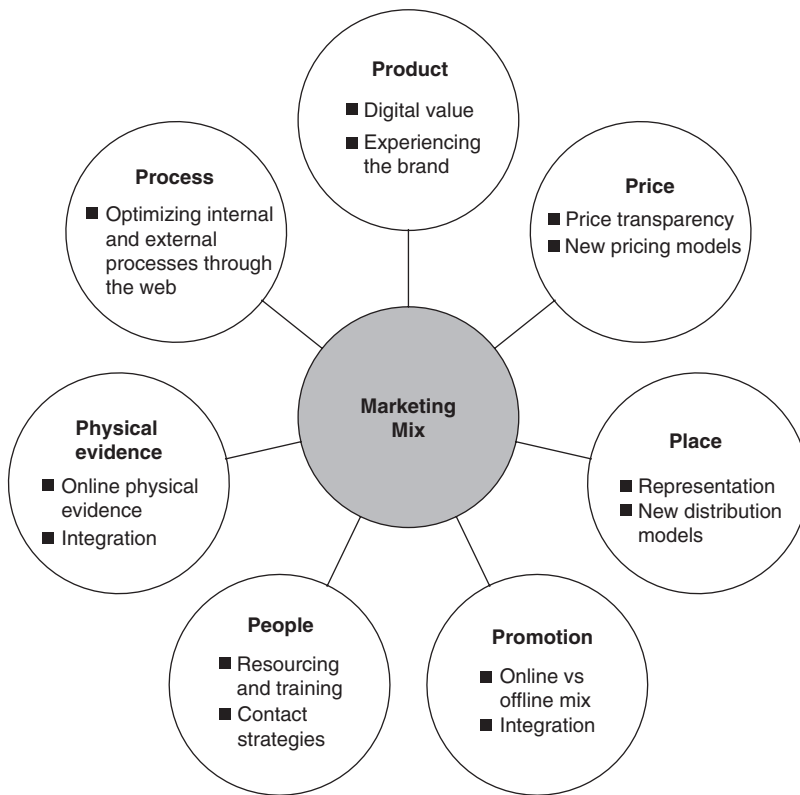 Product
■ Digital value
■ Experiencing
the brand
Process
■ Optimizing internal
and external
processes through
the web
Price
■ Price transparency
■ New pricing models
Marketing
Mix
Physical
evidence
■ Online physical
evidence
■ Integration
Place
■ Representation
■ New distribution
models
People
■ Resourcing
and training
■ Contact
strategies
Promotion
■ Online vs
offline mix
■ Integration